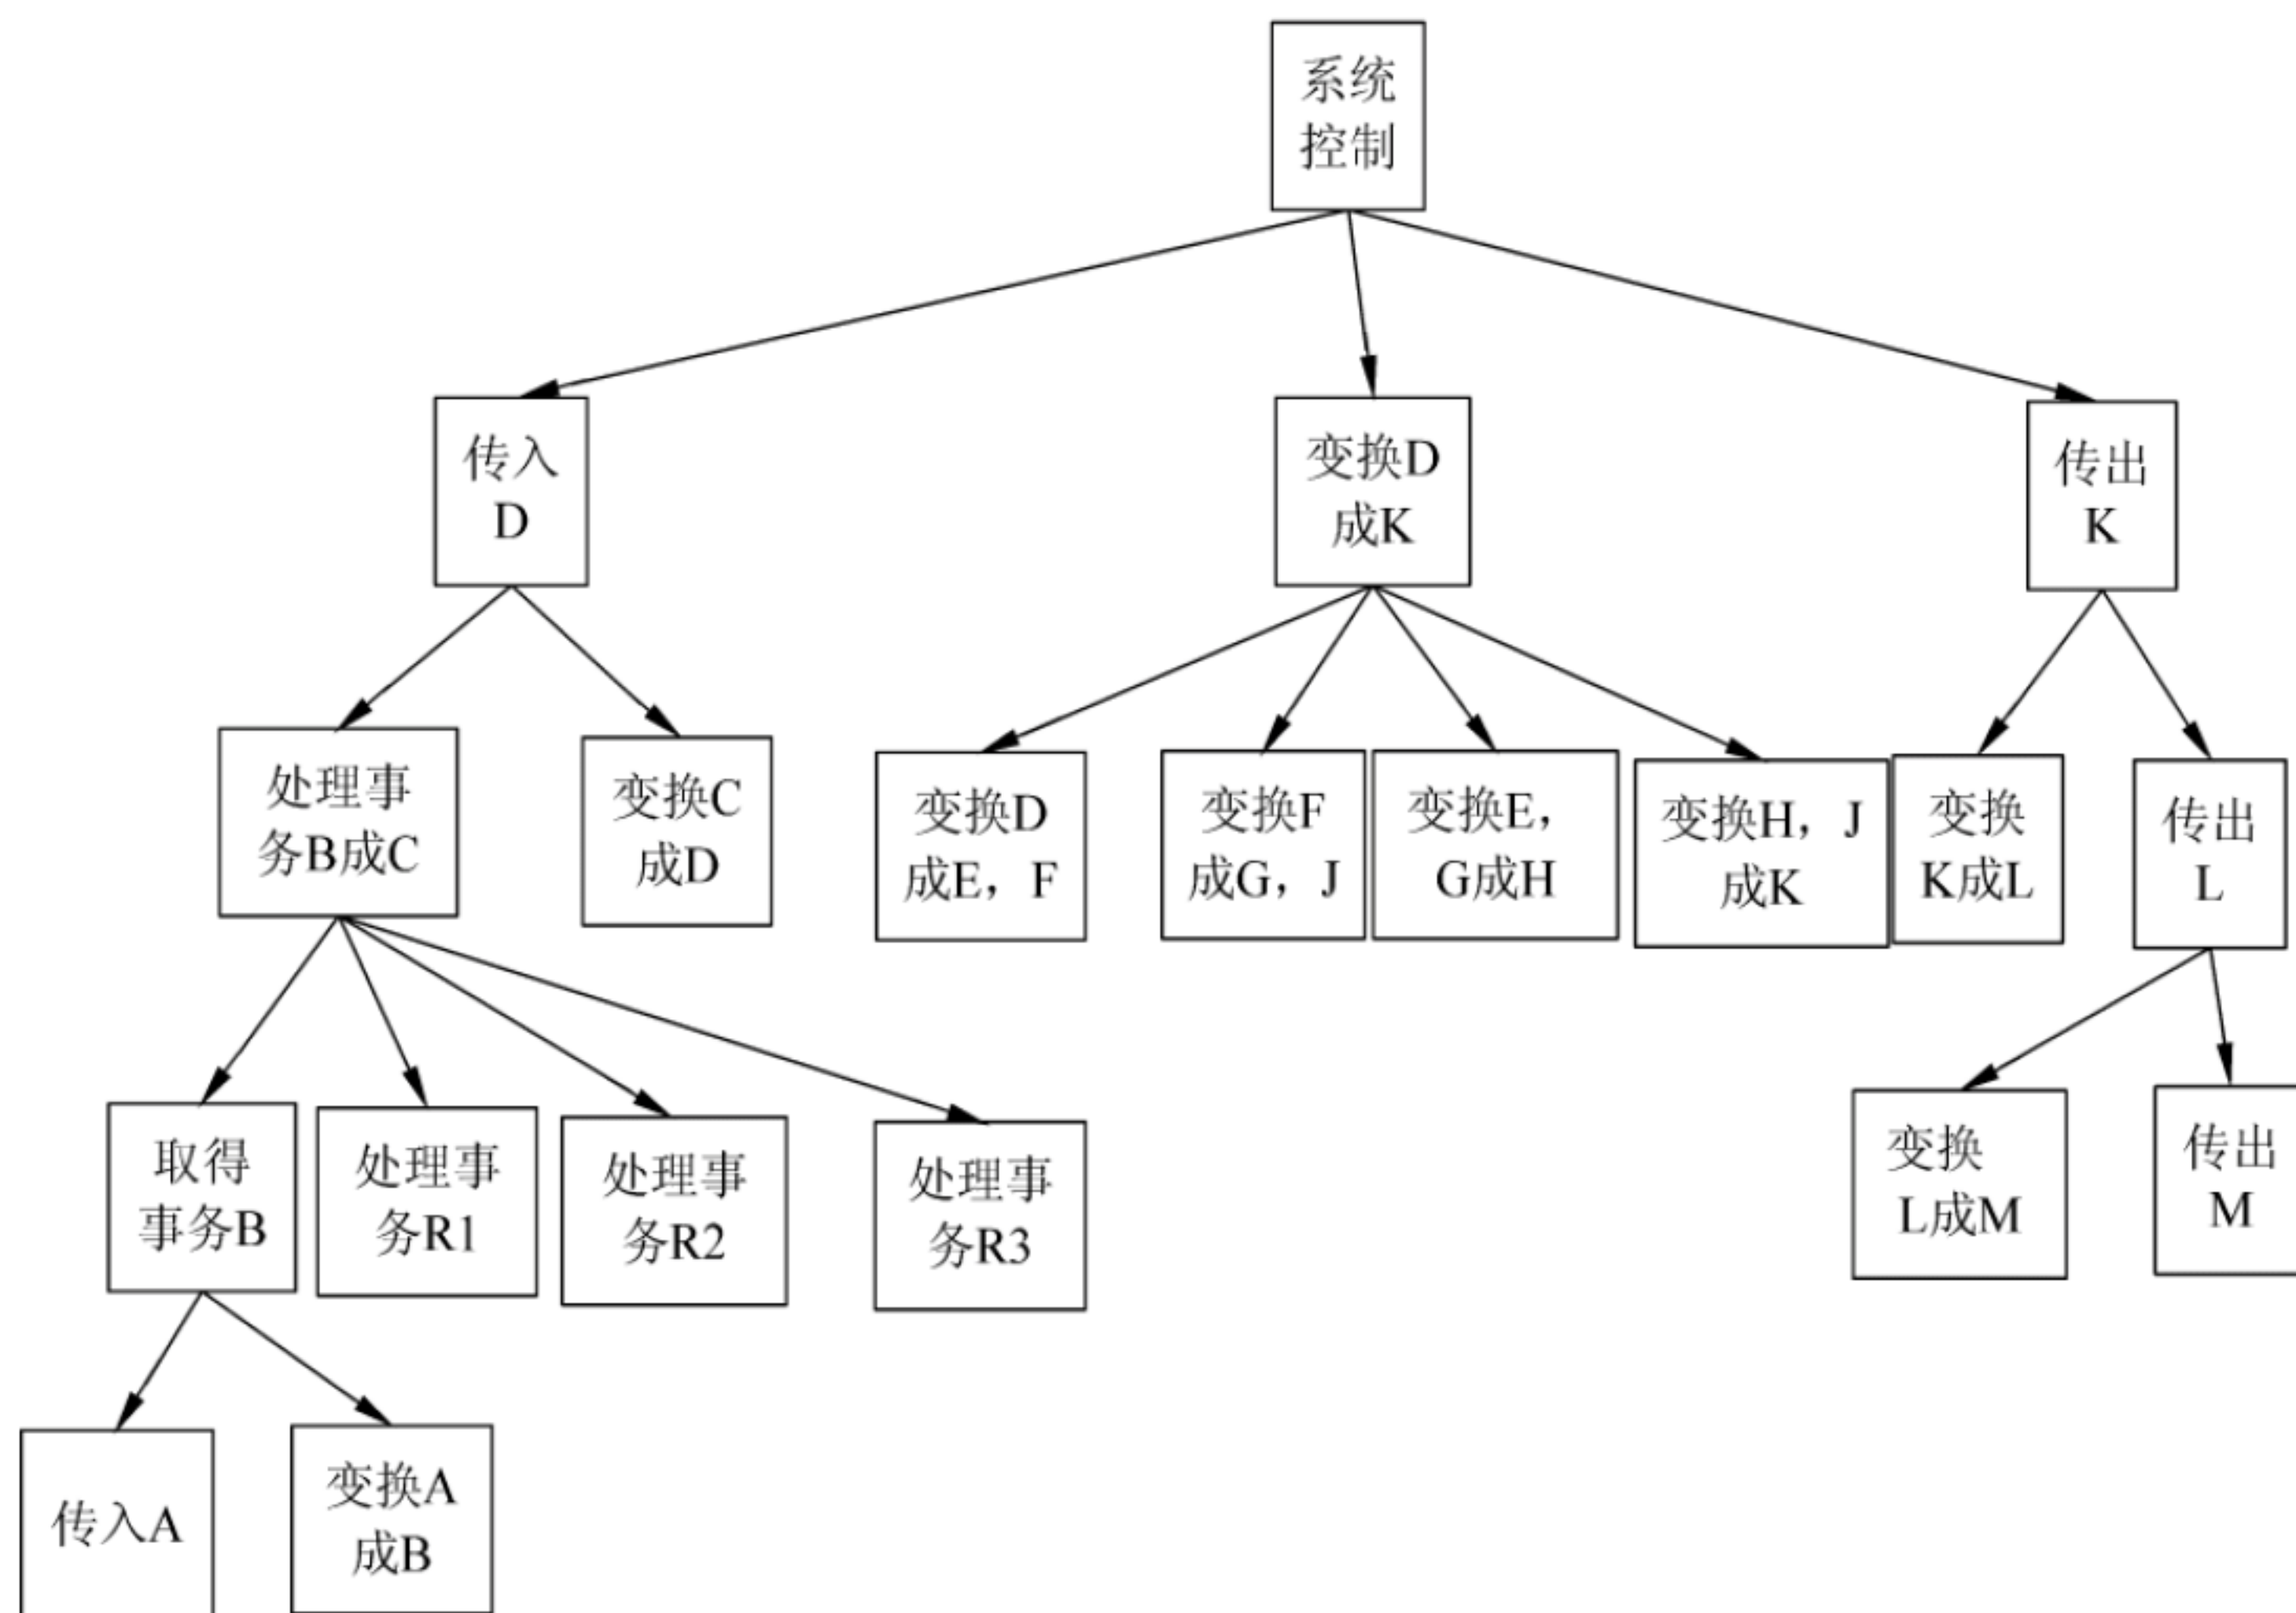 系统
控制
传入
D
变换D
成K
传出
K
处理事
务B成C
变换C
成D
变换D
成E，F
变换F
成G，J
变换E，
G成H
变换H，J
成K
变换
K成L
传出
L
取得
事务B
处理事
务R1
处理事
务R2
处理事
务R3
变换
L成M
传出
M
传入A
变换A
成B